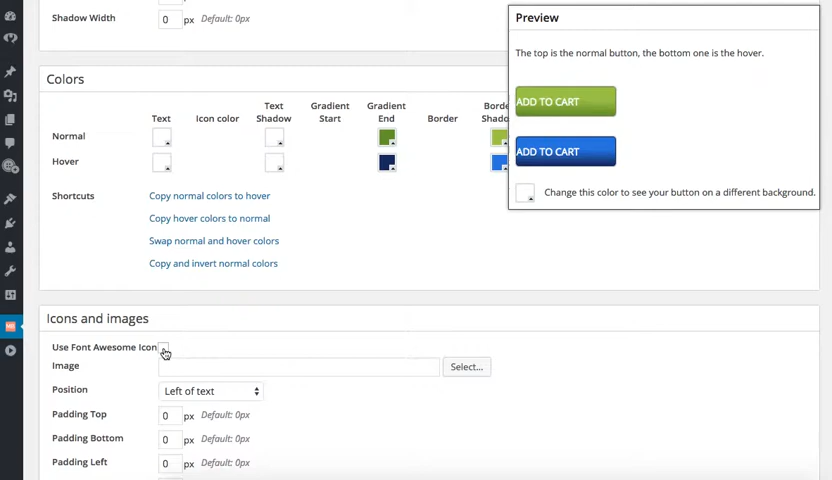 Shadow Width 0 px Default: 0px
Preview
The top is the normal button, the bottom one is the hover.
ADD TO CART
ADD TO CART
Change this color to see your button on a different background.
Colors
Text Icon color Text Shadow Gradient Start Gradient End Border
Normal
Hover
Shortcuts
Copy normal colors to hover
Copy hover colors to normal
Swap normal and hover colors
Copy and invert normal colors
Icons and images
Use Font Awesome Icon
Image Select...
Position Left of text
Padding Top 0 px Default: 0px
Padding Bottom 0 px Default: 0px
Padding Left 0 px Default: 0px